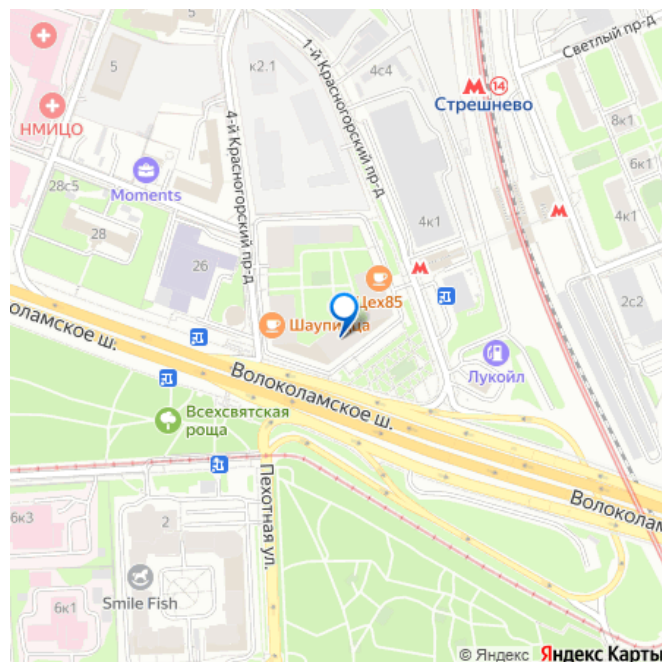 Светлый пр-д
1-й Красногорский пр-д
5
к2.1
4с4
14
Стрешнево
8к1
НМИЦО
4-й Красногорский пр-д
6к1
Moments
28с5
4к1
4к1
28
26
Цех85
2с2
Шаупицца
Лукойл
Волоколамское ш.
Волоколамское ш.
Всехсвятская
роща
Пехотная ул.
Волоколам
6к3
2
Smile Fish
6к1
© Яндекс Яндекс Карты